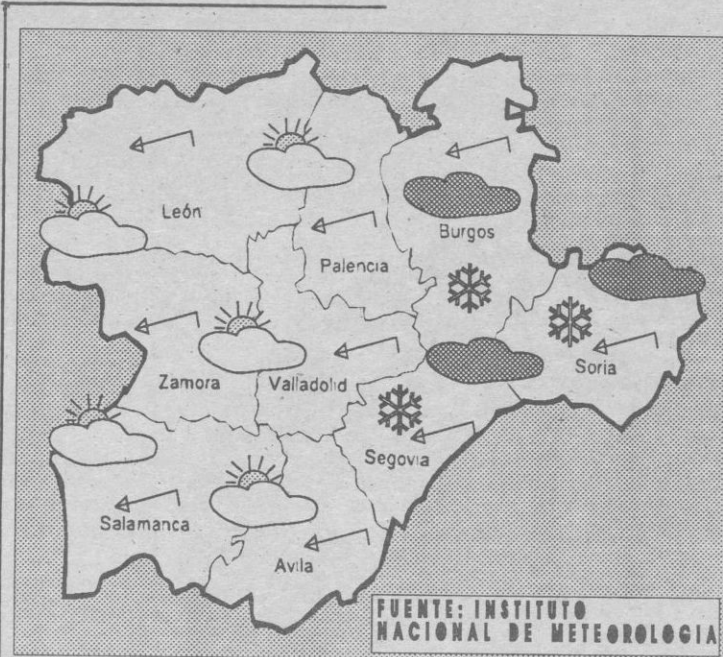 León
Burgos
Palencia
Soria
Zamora
Valladolid
Segovia
Salamanca
Avila
FUENTE: INSTITUTO
NACIONAL DE METEOROLOGIA